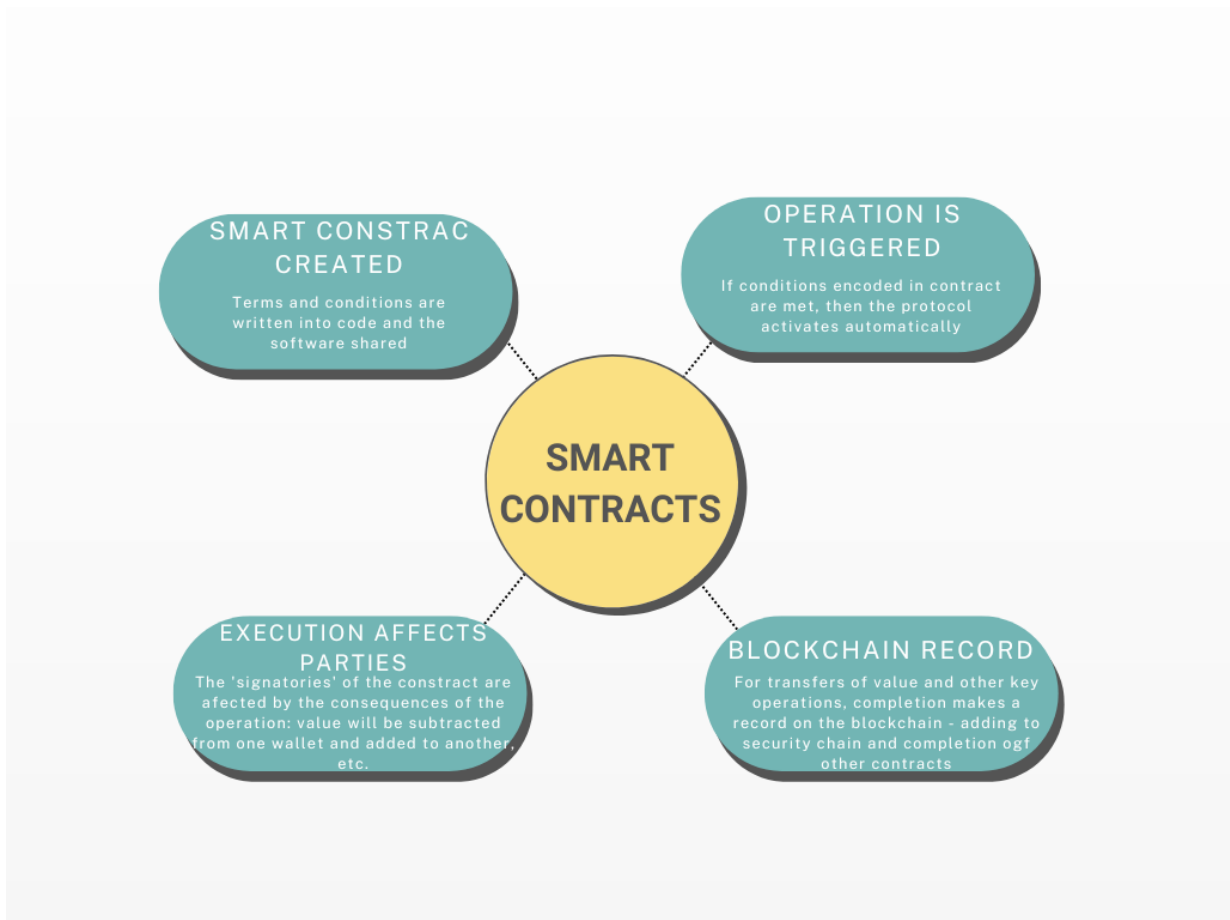 SMART CONSTRAC
CREATED
Terms and conditions are
written into code and the
software shared
OPERATION IS
TRIGGERED
If conditions encoded in contract
are met, then the protocol
activates automatically
SMART
CONTRACTS
EXECUTION AFFECTS
PARTIES
The 'signatories' of the constract are
afected by the consequences of the
operation: value will be subtracted
from one wallet and added to another,
etc.
BLOCKCHAIN RECORD
For transfers of value and other key
operations, completion makes a
record on the blockchain - adding to
security chain and completion ogf
other contracts